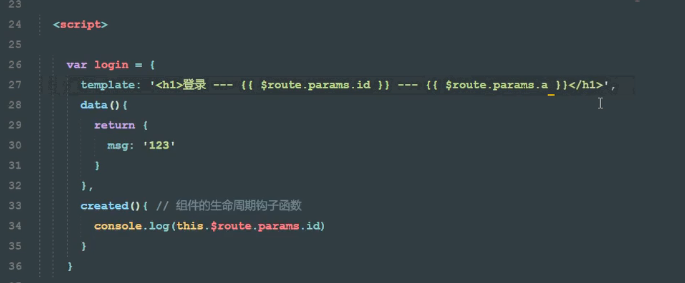 23
24 <script>
25
26 var login = {
27 template: '<h1>登录 --- {{ $route.params.id }} --- {{ $route.params.a }}</h1>',
28 data(){
29 return {
30 msg: '123'
31 }
32 },
33 created(){ // 组件的生命周期钩子函数
34 console.log(this.$route.params.id)
35 }
36 }